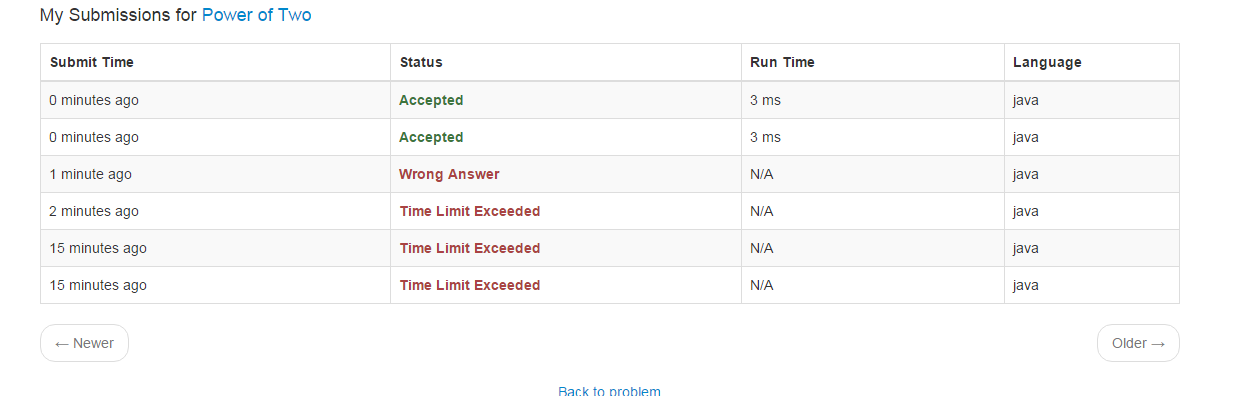 My Submissions for Power of Two
Submit Time Status Run Time Language
0 minutes ago Accepted 3 ms java
0 minutes ago Accepted 3 ms java
1 minute ago Wrong Answer N/A java
2 minutes ago Time Limit Exceeded N/A java
15 minutes ago Time Limit Exceeded N/A java
15 minutes ago Time Limit Exceeded N/A java
← Newer Older →
Back to problem